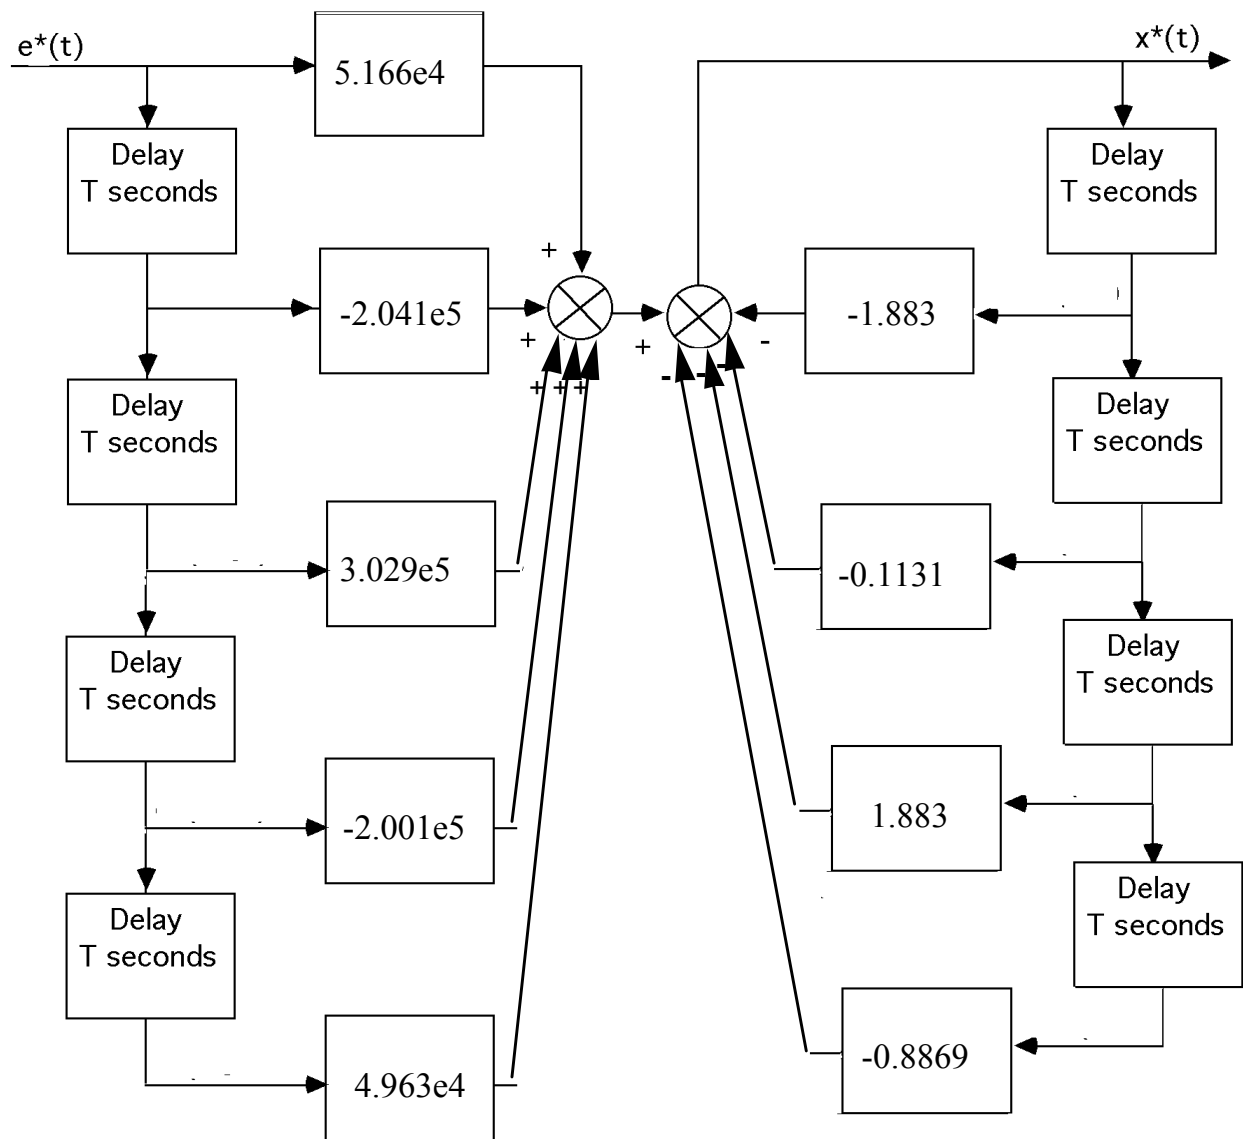 e*(t)
x*(t)
5.166e4
Delay
T seconds
Delay
T seconds
+
-2.041e5
-1.883
+
+
-
+
+
+
-
-
-
Delay
T seconds
Delay
T seconds
3.029e5
-0.1131
Delay
T seconds
Delay
T seconds
-2.001e5
1.883
Delay
T seconds
Delay
T seconds
4.963e4
-0.8869